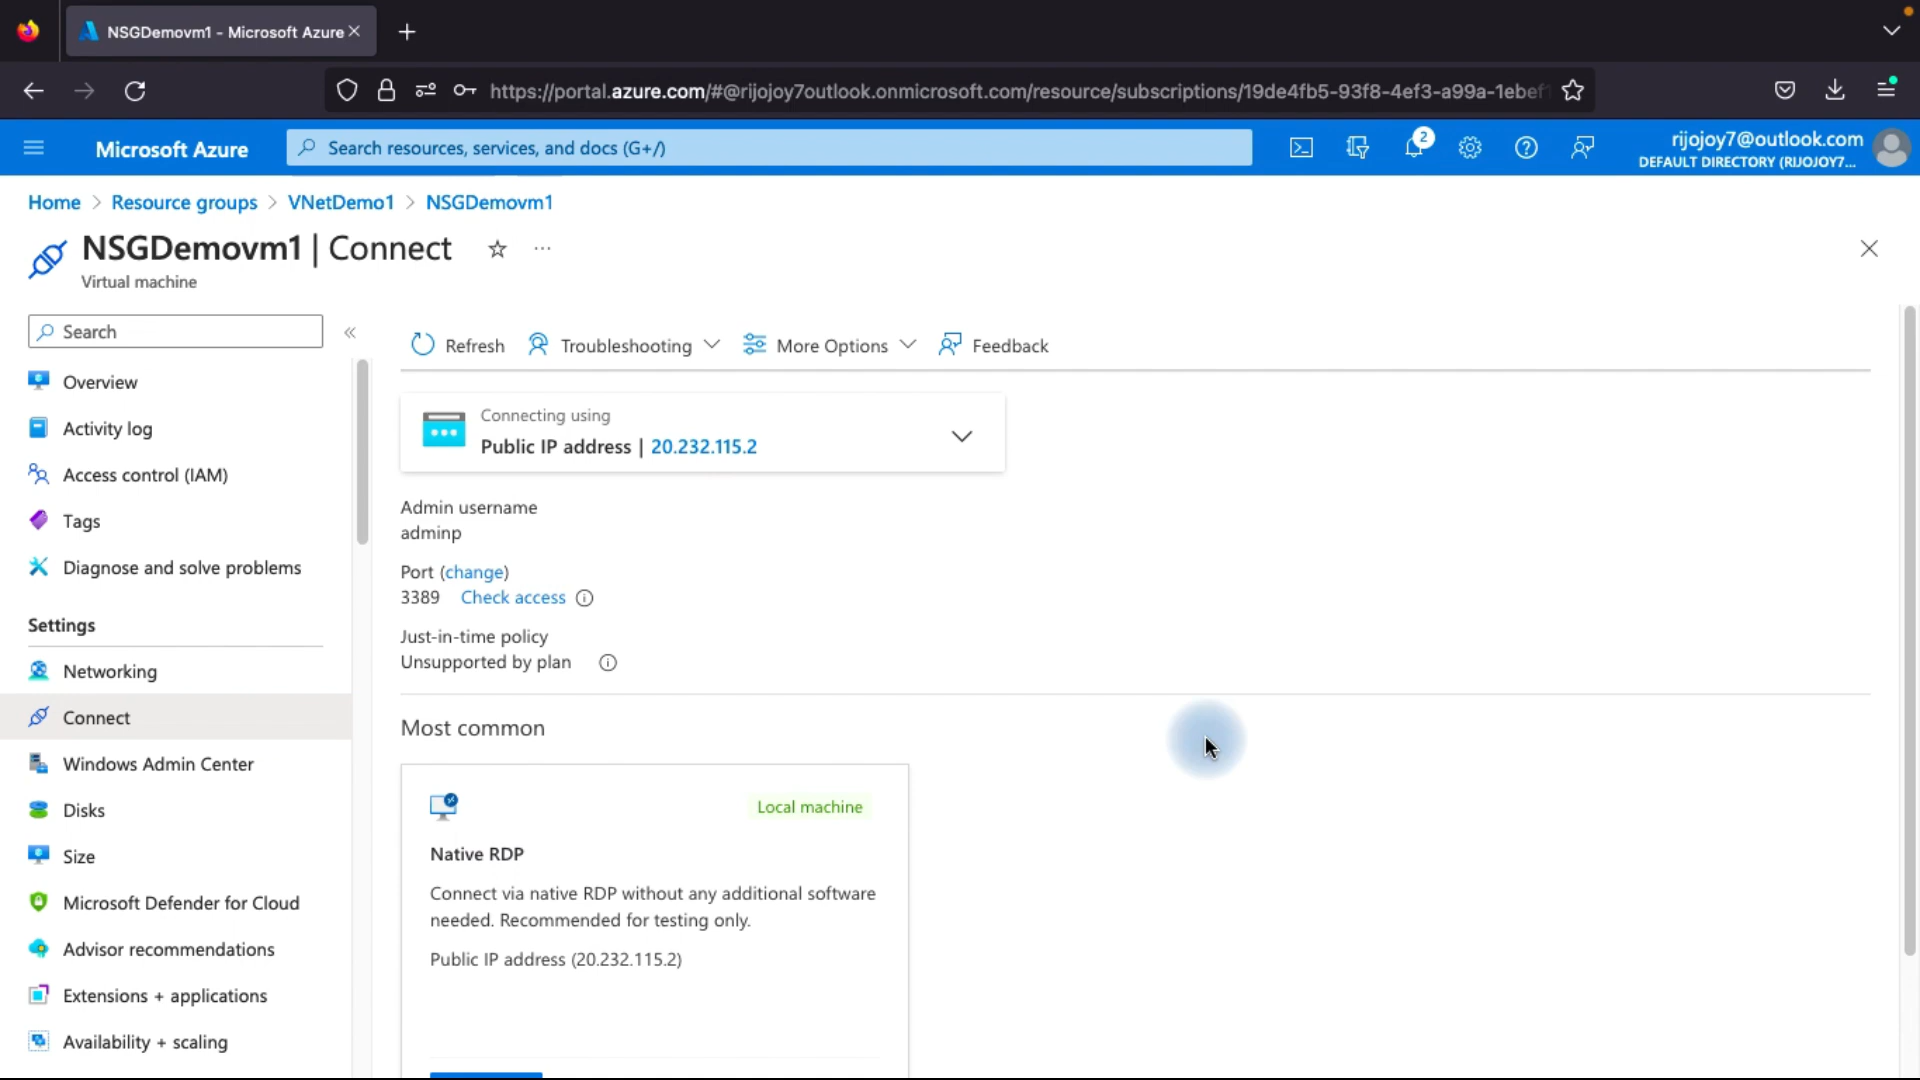 NSGDemovm1 - Microsoft Azure
https://portal.azure.com/#@rijojoy7outlook.onmicrosoft.com/resource/subscriptions/19de4fb5-93f8-4ef3-a99a-1ebef
Microsoft Azure
Search resources, services, and docs (G+/)
2
rijojoy7@outlook.com
DEFAULT DIRECTORY (RIJOJOY7...
Home > Resource groups > VNetDemo1 > NSGDemovm1
NSGDemovm1 | Connect
Virtual machine
Search
Overview
Activity log
Access control (IAM)
Tags
Diagnose and solve problems
Settings
Networking
Connect
Windows Admin Center
Disks
Size
Microsoft Defender for Cloud
Advisor recommendations
Extensions + applications
Availability + scaling
Refresh
Troubleshooting
More Options
Feedback
Connecting using
Public IP address | 20.232.115.2
Admin username
adminp
Port (change)
3389 Check access
Just-in-time policy
Unsupported by plan
Most common
Local machine
Native RDP
Connect via native RDP without any additional software
needed. Recommended for testing only.
Public IP address (20.232.115.2)